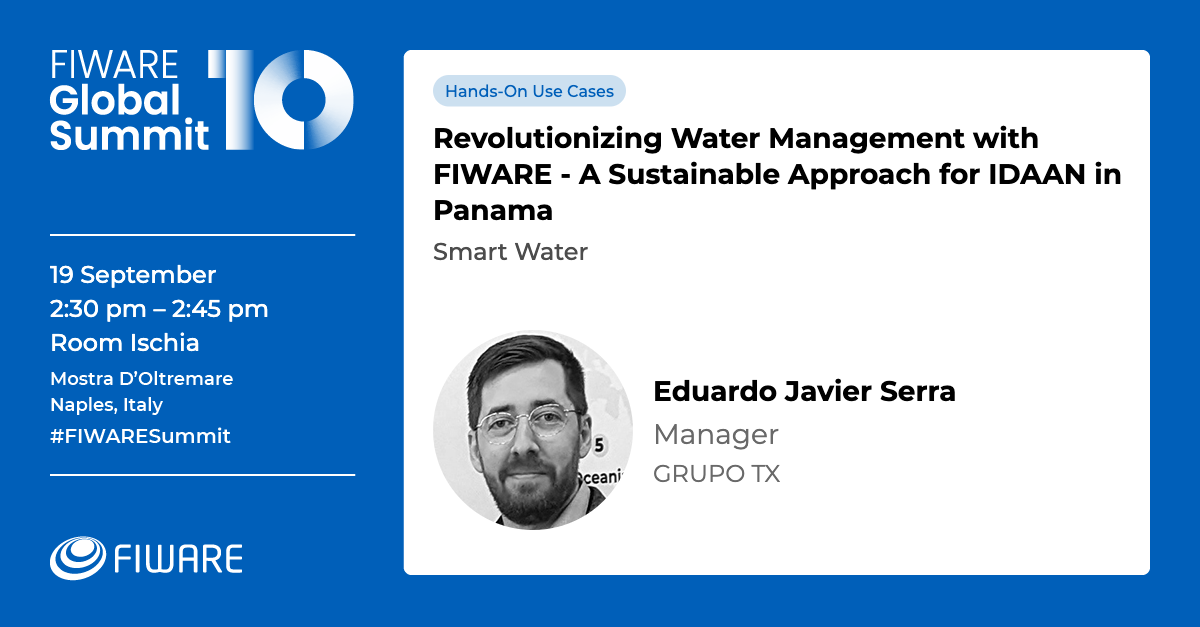 FIWARE
Global
Summit
10
19 September
2:30 pm – 2:45 pm
Room Ischia
Mostra D’Oltremare
Naples, Italy
#FIWARESummit
FIWARE
Hands-On Use Cases
Revolutionizing Water Management with
FIWARE - A Sustainable Approach for IDAAN in
Panama
Smart Water
5
Eduardo Javier Serra
Manager
GRUPO TX